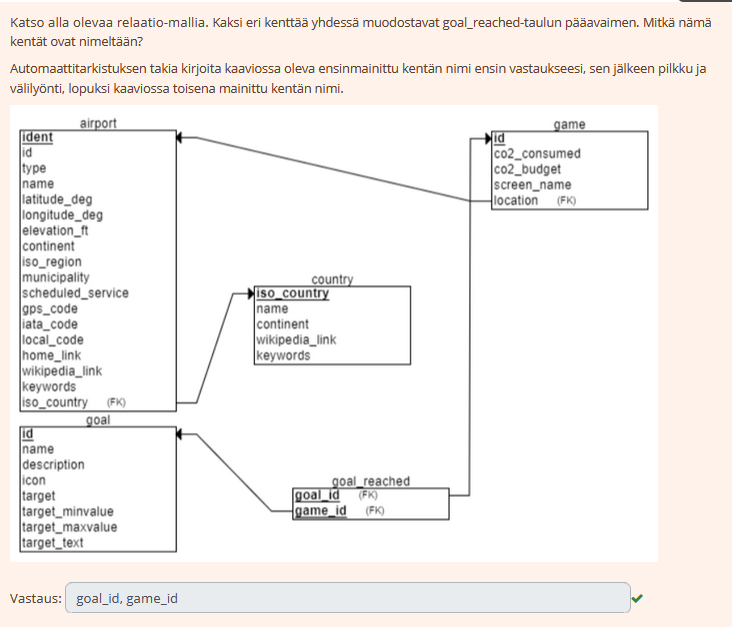 Katso alla olevaa relaatio-mallia. Kaksi eri kenttää yhdessä muodostavat goal_reached-taulun pääavaimen. Mitkä nämä
kentät ovat nimeltään?
Automaattitarkistuksen takia kirjoita kaaviossa oleva ensinmainittu kentän nimi ensin vastaukseesi, sen jälkeen pilkku ja
välilyönti, lopuksi kaaviossa toisena mainittu kentän nimi.
airport
ident
id
type
name
latitude_deg
longitude_deg
elevation_ft
continent
iso_region
municipality
scheduled_service
gps_code
iata_code
local_code
home_link
wikipedia_link
keywords
iso_country (FK)
game
id
co2_consumed
co2_budget
screen_name
location (FK)
country
iso_country
name
continent
wikipedia_link
keywords
goal
id
name
description
icon
target
target_minvalue
target_maxvalue
target_text
goal_reached
goal_id (FK)
game_id (FK)
Vastaus: goal_id, game_id